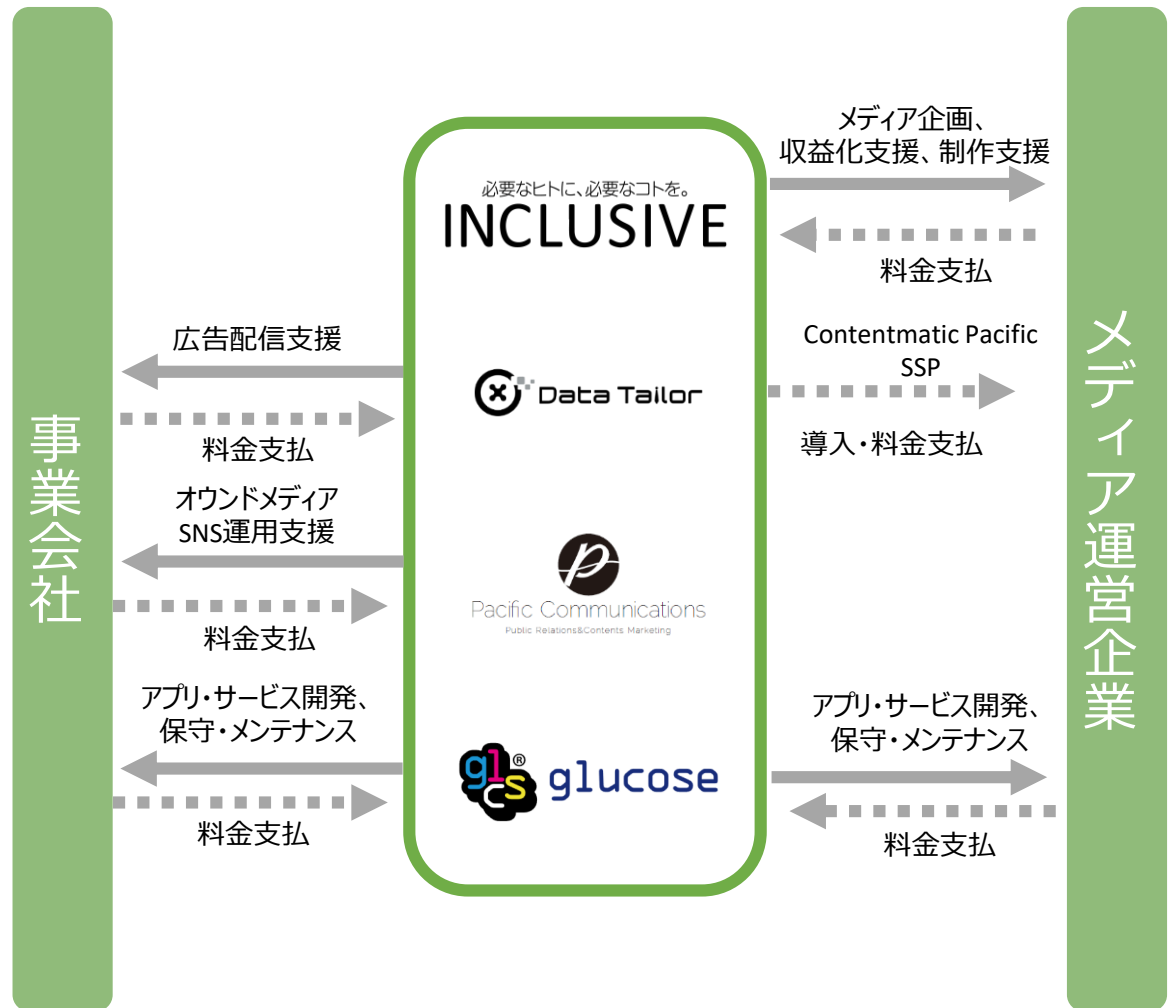 事業会社
広告配信支援
料金支払
オウンドメディア
SNS運用支援
料金支払
アプリ・サービス開発、
保守・メンテナンス
料金支払
必要なヒトに、必要なコトを。
INCLUSIVE
Data Tailor
p
Pacific Communications
Public Relations&Contents Marketing
glcs®
glucose
メディア企画、
収益化支援、制作支援
料金支払
Contentmatic Pacific
SSP
導入・料金支払
アプリ・サービス開発、
保守・メンテナンス
料金支払
メディア運営企業